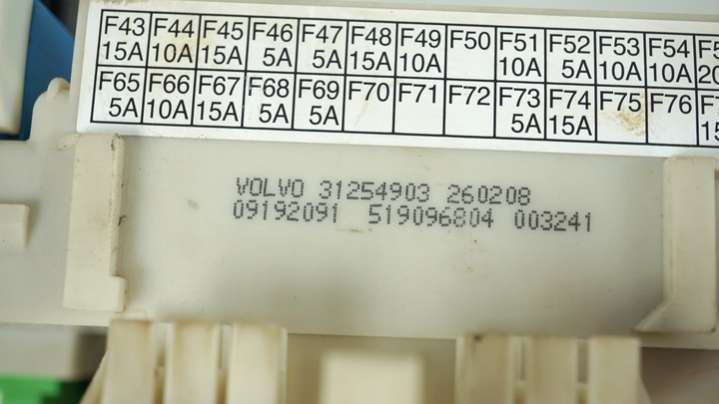 F43 F44 F45 F46 F47 F48 F49 F50 F51 F52 F53 F54
15A 10A 15A 5A 5A 15A 10A 10A 5A 10A 10A
F65 F66 F67 F68 F69 F70 F71 F72 F73 F74 F75 F76
5A 10A 15A 5A 5A 5A 15A
VOLVO 31254903 260208
09192091 519096804 003241